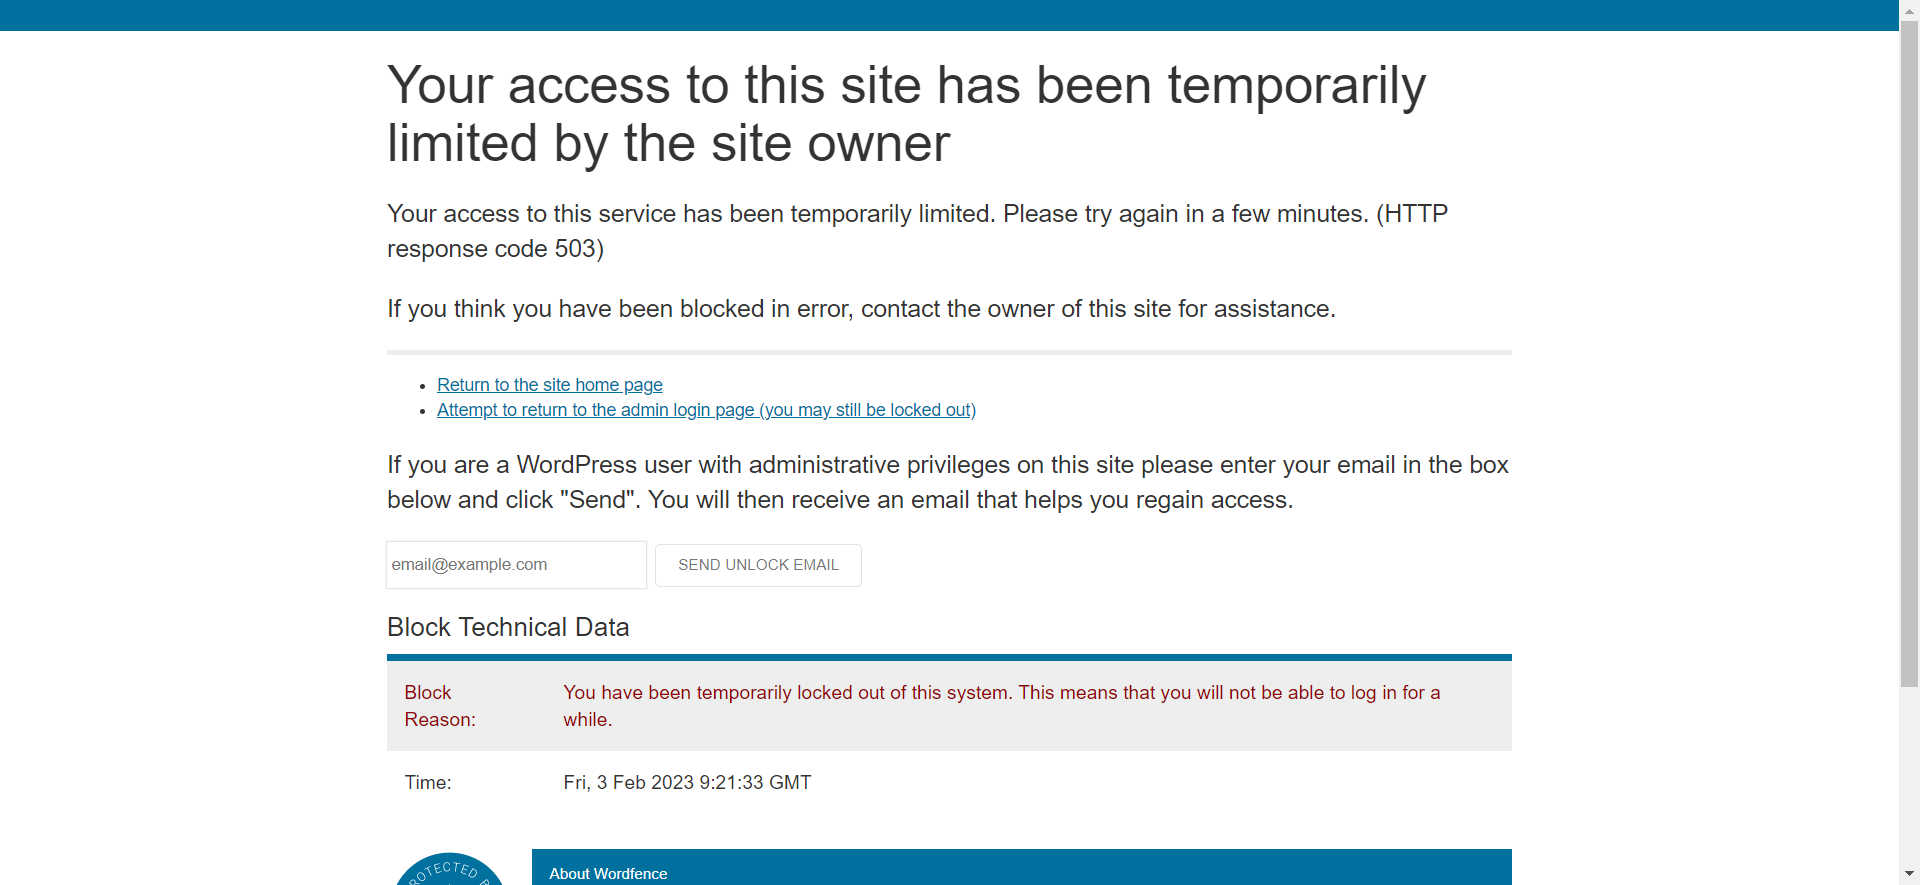 Your access to this site has been temporarily
limited by the site owner
Your access to this service has been temporarily limited. Please try again in a few minutes. (HTTP
response code 503)
If you think you have been blocked in error, contact the owner of this site for assistance.
Return to the site home page
Attempt to return to the admin login page (you may still be locked out)
If you are a WordPress user with administrative privileges on this site please enter your email in the box
below and click "Send". You will then receive an email that helps you regain access.
email@example.com
SEND UNLOCK EMAIL
Block Technical Data
Block
Reason:
You have been temporarily locked out of this system. This means that you will not be able to log in for a
while.
Time:
Fri, 3 Feb 2023 9:21:33 GMT
About Wordfence